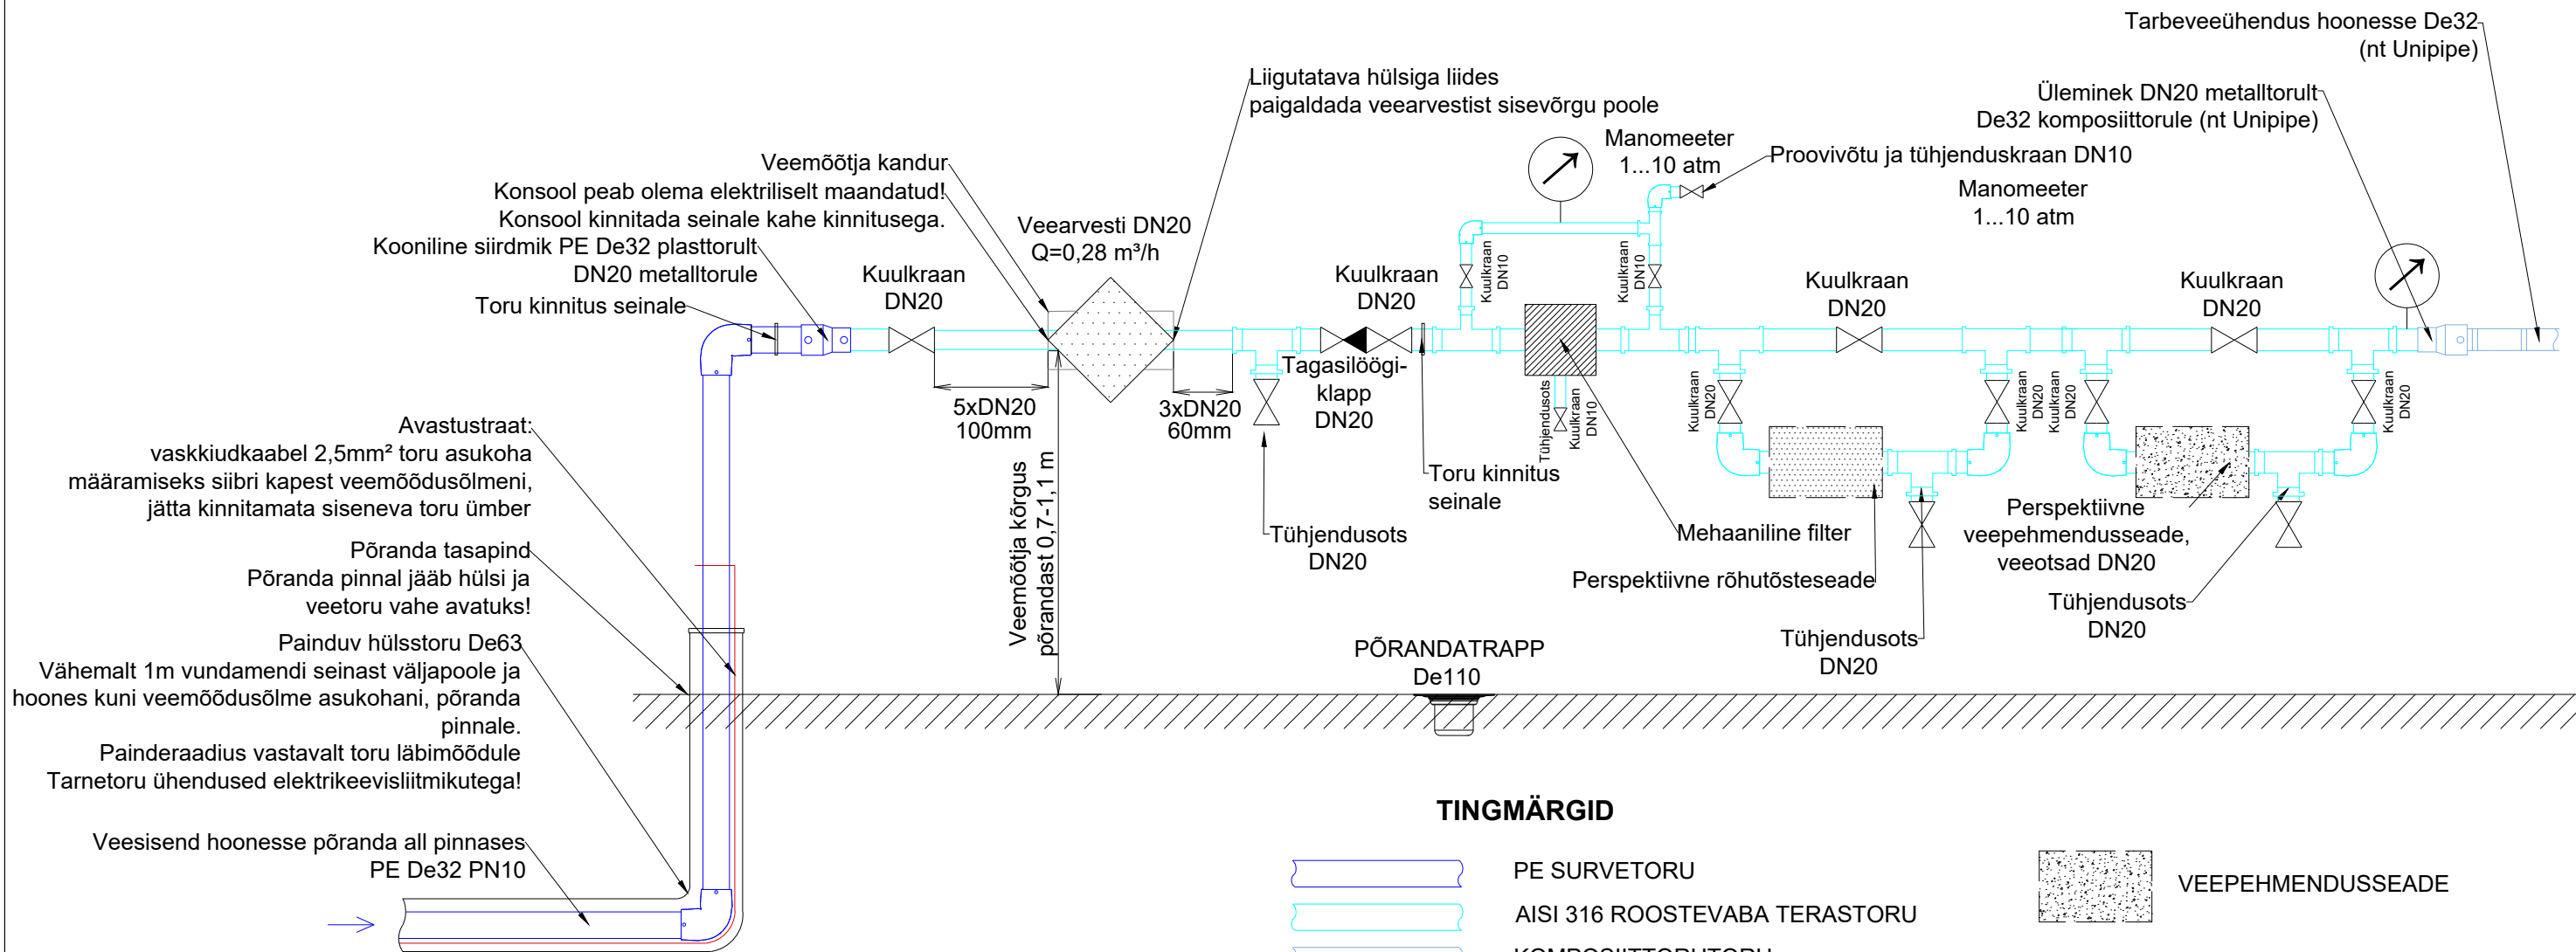 Tarbeveeühendus hoonesse De32
(nt Unipipe)
Liigutatava hülsiga liides
paigaldada veearvestist sisevõrgu poole
Üleminek DN20 metalltorult
De32 komposiittorule (nt Unipipe)
Manomeeter
1...10 atm
Proovivõtu ja tühjenduskraan DN10
Manomeeter
1...10 atm
Veemõõtja kandur
Konsool peab olema elektriliselt maandatud!
Konsool kinnitada seinale kahe kinnitusega.
Kooniline siirdmik PE De32 plasttorult
DN20 metalltorule
Toru kinnitus seinale
Veearvesti DN20
Q=0,28 m³/h
Kuulkraan
DN20
Kuulkraan
DN20
Kuulkraan
DN10
Kuulkraan
DN10
Kuulkraan
DN20
Kuulkraan
DN20
5xDN20
100mm
3xDN20
60mm
Tagasilöögi-
klapp
DN20
Tühjendusots
Kuulkraan
DN10
Kuulkraan
DN20
Kuulkraan
DN20
Kuulkraan
DN20
Kuulkraan
DN20
Avastustraat:
vaskkiudkaabel 2,5mm² toru asukoha
määramiseks siibri kapest veemõõdusõlmeni,
jätta kinnitamata siseneva toru ümber
Veemõõtja kõrgus
põrandast 0,7-1,1 m
Toru kinnitus
seinale
Tühjendusots
DN20
Mehaaniline filter
Perspektiivne rõhutõsteseade
Perspektiivne
veepehmendusseade,
veeotsad DN20
Tühjendusots
DN20
Tühjendusots
DN20
Põranda tasapind
Põranda pinnal jääb hülsi ja
veetoru vahe avatuks!
Painduv hülsstoru De63
Vähemalt 1m vundamendi seinast väljapoole ja
hoones kuni veemõõdusõlme asukohani, põranda
pinnale.
Painderaadius vastavalt toru läbimõõdule
Tarnetoru ühendused elektrikeevisliitmikutega!
PÕRANDATRAPP
De110
Veesisend hoonesse põranda all pinnases
PE De32 PN10
TINGMÄRGID
PE SURVETORU
AISI 316 ROOSTEVABA TERASTORU
KOMPOSIITTORUTORU
VEEPEHMENDUSSEADE